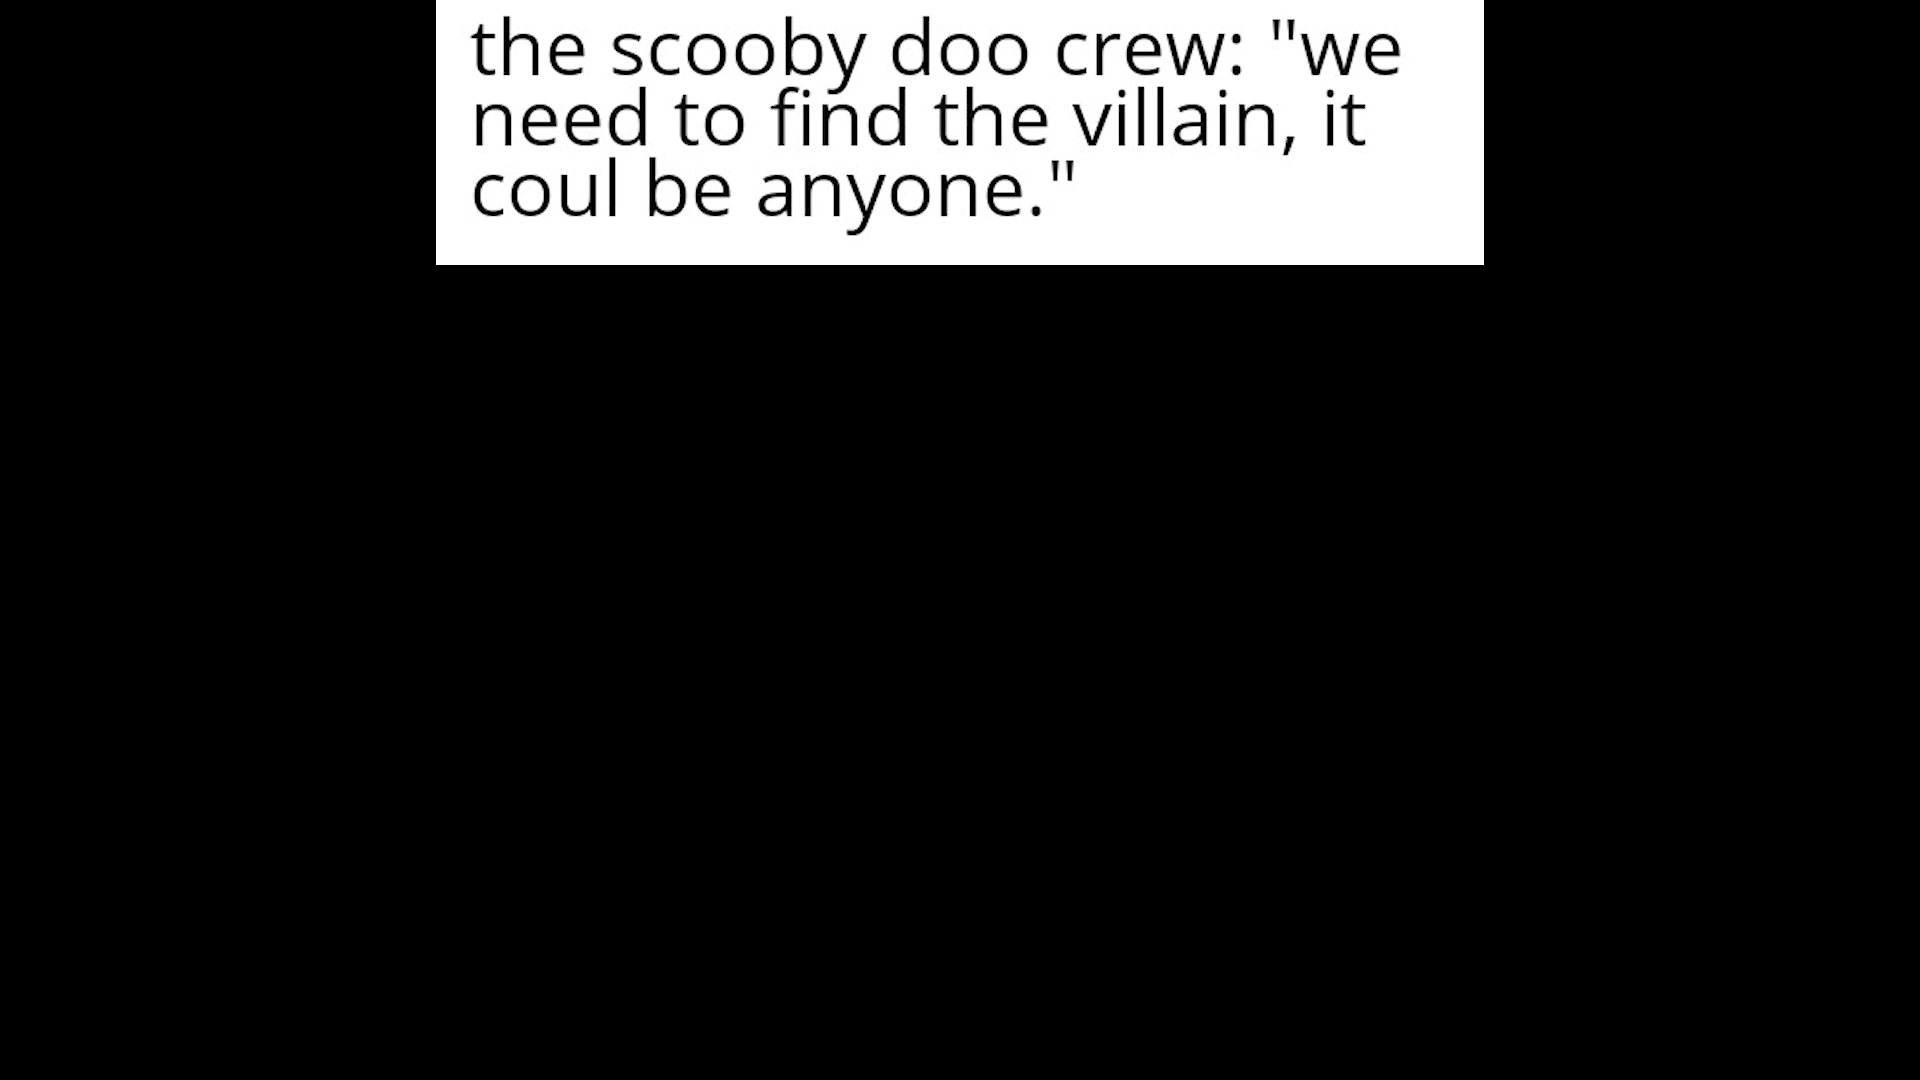 the scooby doo crew: "we
need to find the villain, it
coul be anyone."